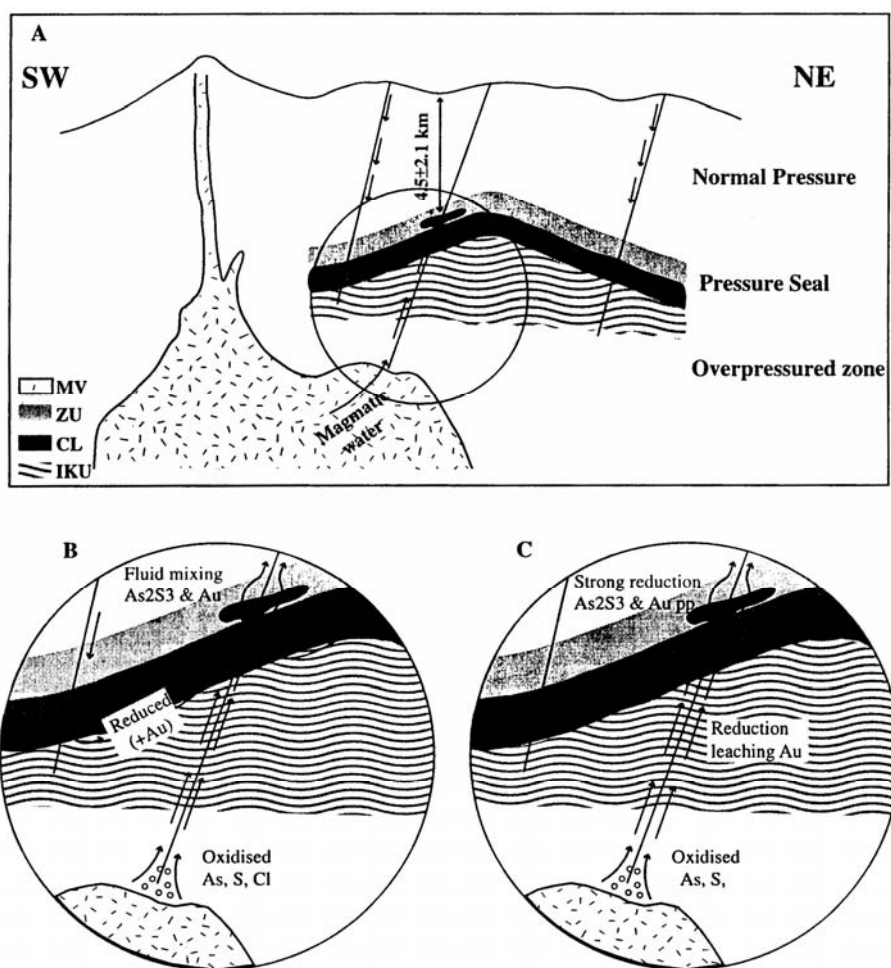 A
SW
NE
4.5±2.1 km
Normal Pressure
Pressure Seal
Overpressured zone
Magmatic
water
MV
ZU
CL
IKU
B
Fluid mixing
As2S3 & Au
Reduced
(+Au)
Oxidised
As, S, Cl
C
Strong reduction
As2S3 & Au pp
Reduction
leaching Au
Oxidised
As, S,